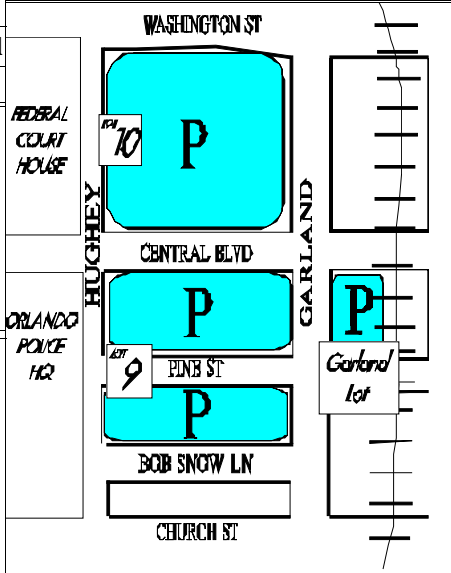 WASHINGTON ST
FEDERAL
COURT
HOUSE
LOT
10
P
HUGHEY
GARLAND
CENTRAL BLVD
ORLANDO
POLICE
HQ
P
P
LOT
9
PINE ST
Garland
Lot
P
BOB SNOW LN
CHURCH ST